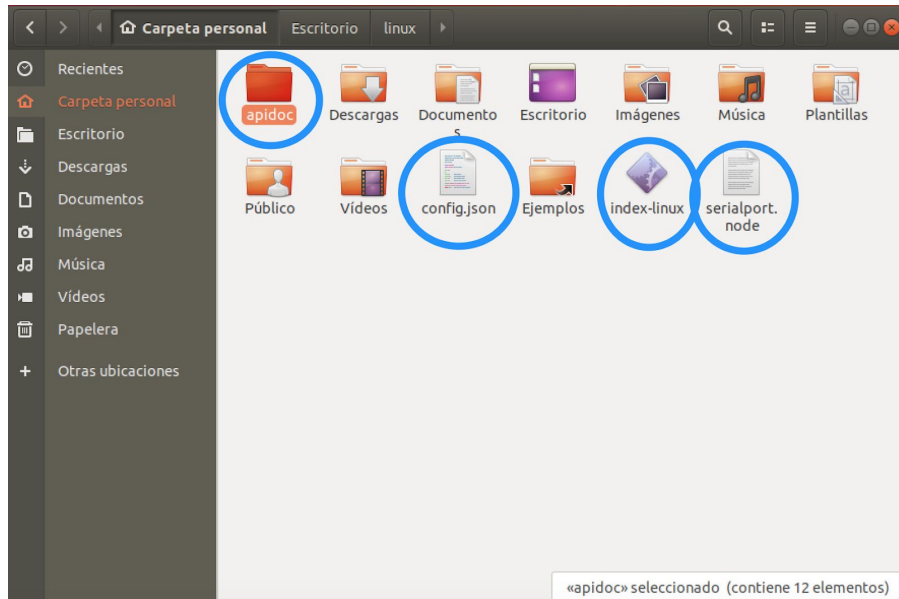 Carpeta personal Escritorio linux
Recientes
Carpeta personal
Escritorio
Descargas
Documentos
Imágenes
Música
Vídeos
Papelera
+ Otras ubicaciones
apidoc Descargas Documento Escritorio Imágenes Música Plantillas
s
Público Vídeos config.json Ejemplos index-linux serialport.
node
«apidoc» seleccionado (contiene 12 elementos)